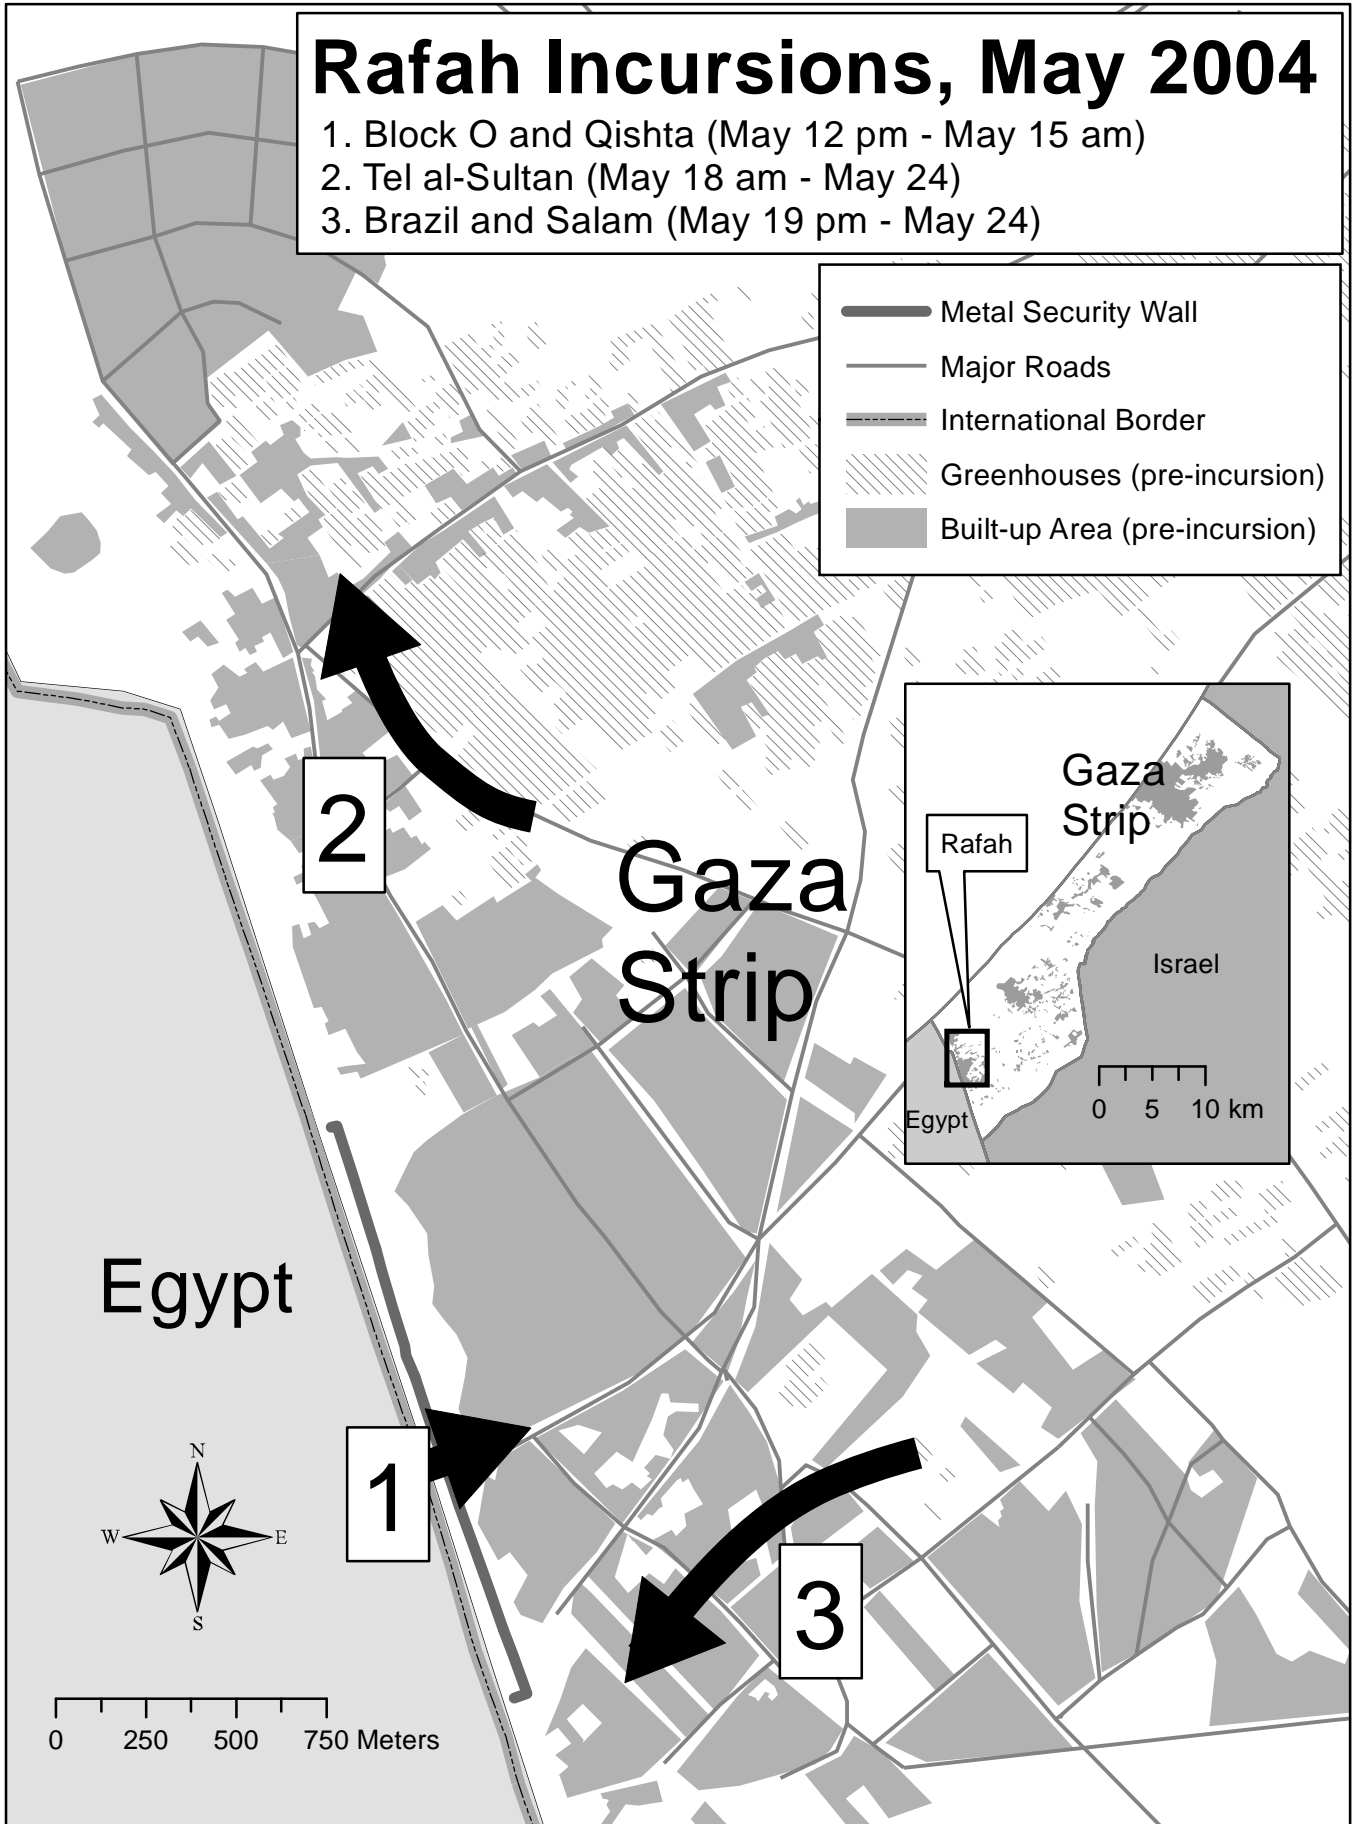 Rafah Incursions, May 2004
1. Block O and Qishta (May 12 pm - May 15 am)
2. Tel al-Sultan (May 18 am - May 24)
3. Brazil and Salam (May 19 pm - May 24)
Metal Security Wall
Major Roads
International Border
Greenhouses (pre-incursion)
Built-up Area (pre-incursion)
Gaza
Strip
Rafah
Israel
Egypt
0 5 10 km
2
Gaza
Strip
Egypt
1
3
N
W E
S
0 250 500 750 Meters